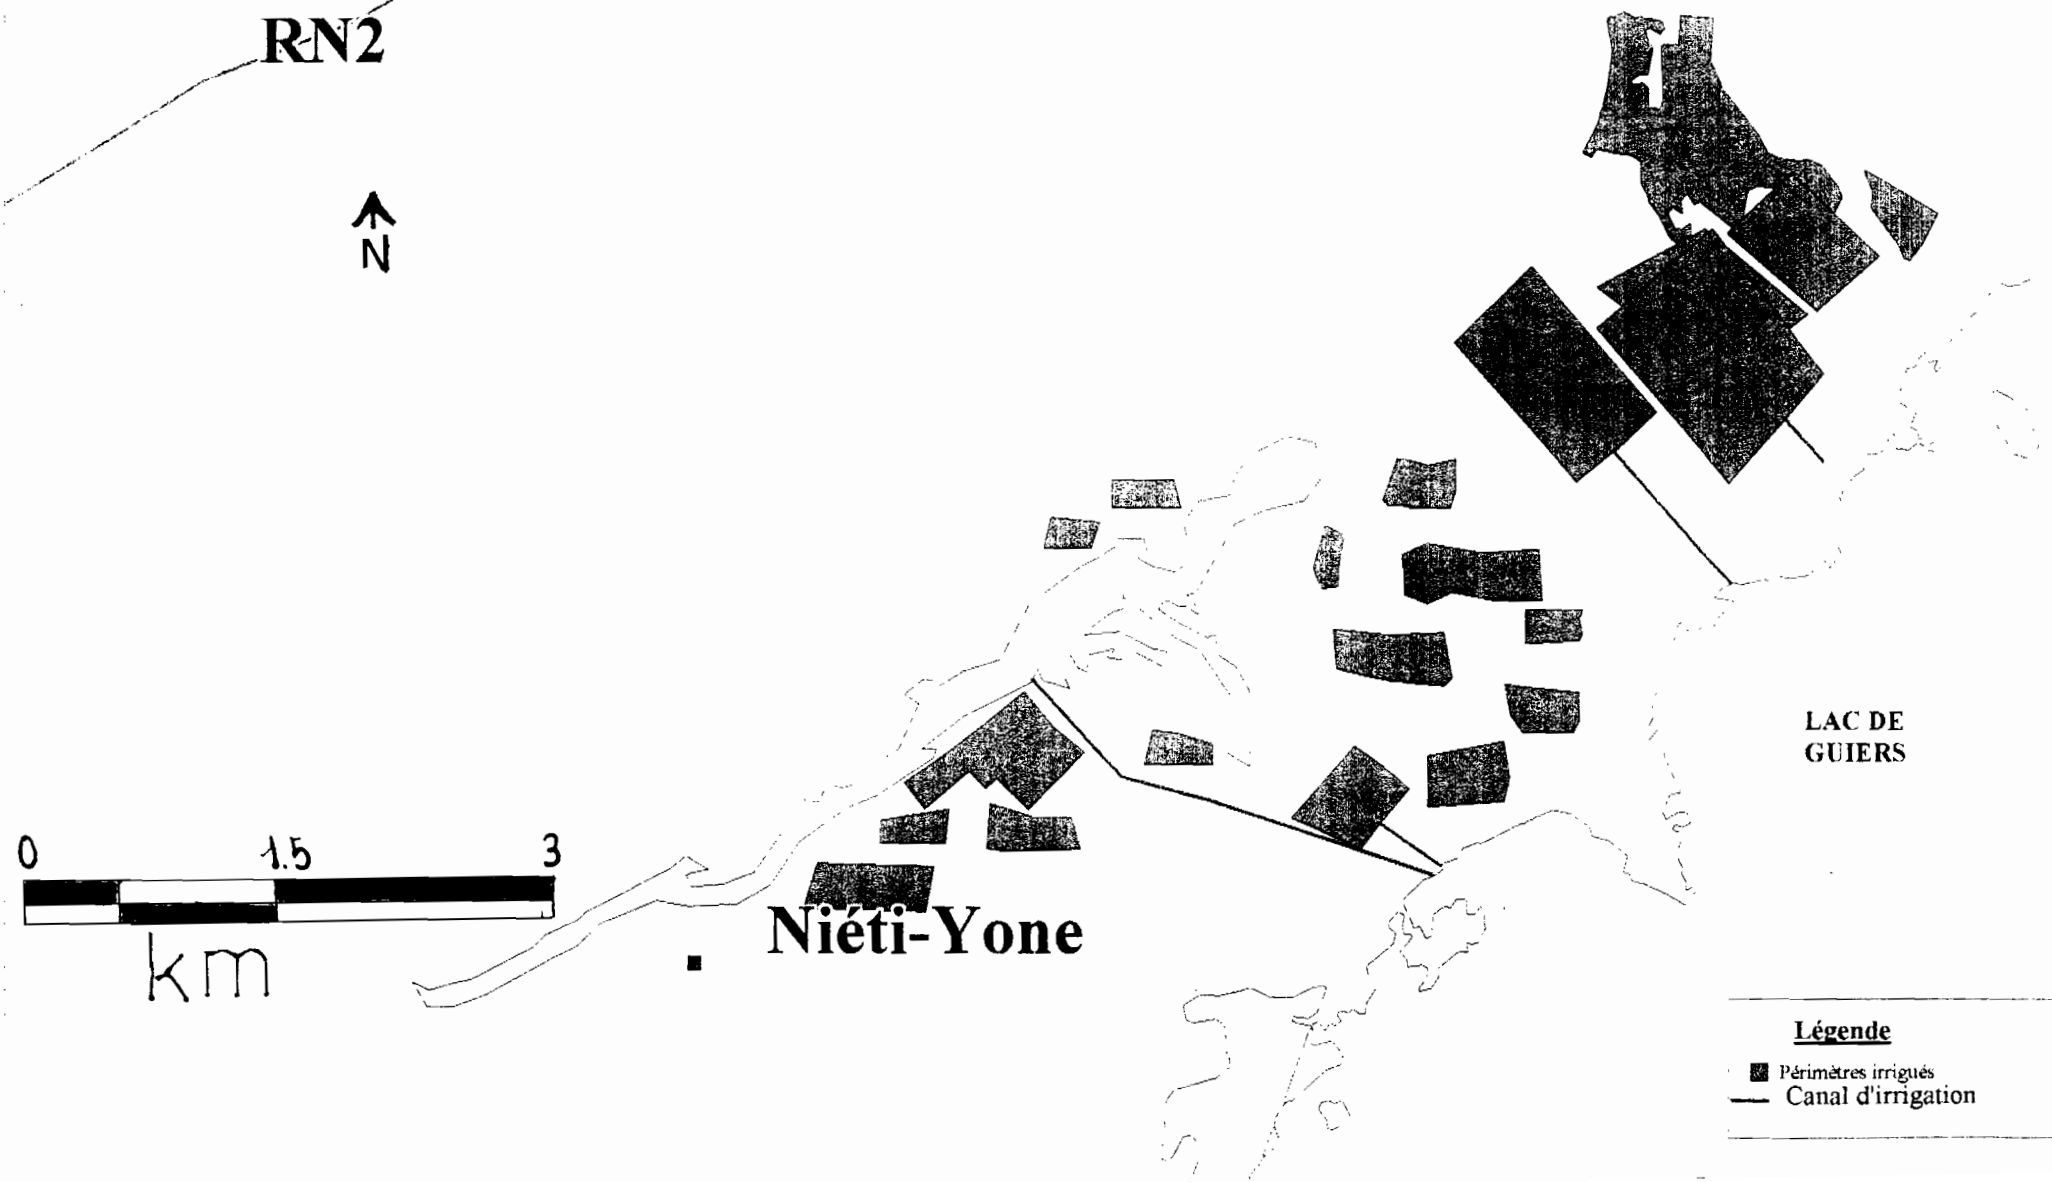 RN2
N
LAC DE
GUIERS
0 1.5 3
km
Niéti-Yone
Légende
Périmètres irrigués
Canal d'irrigation